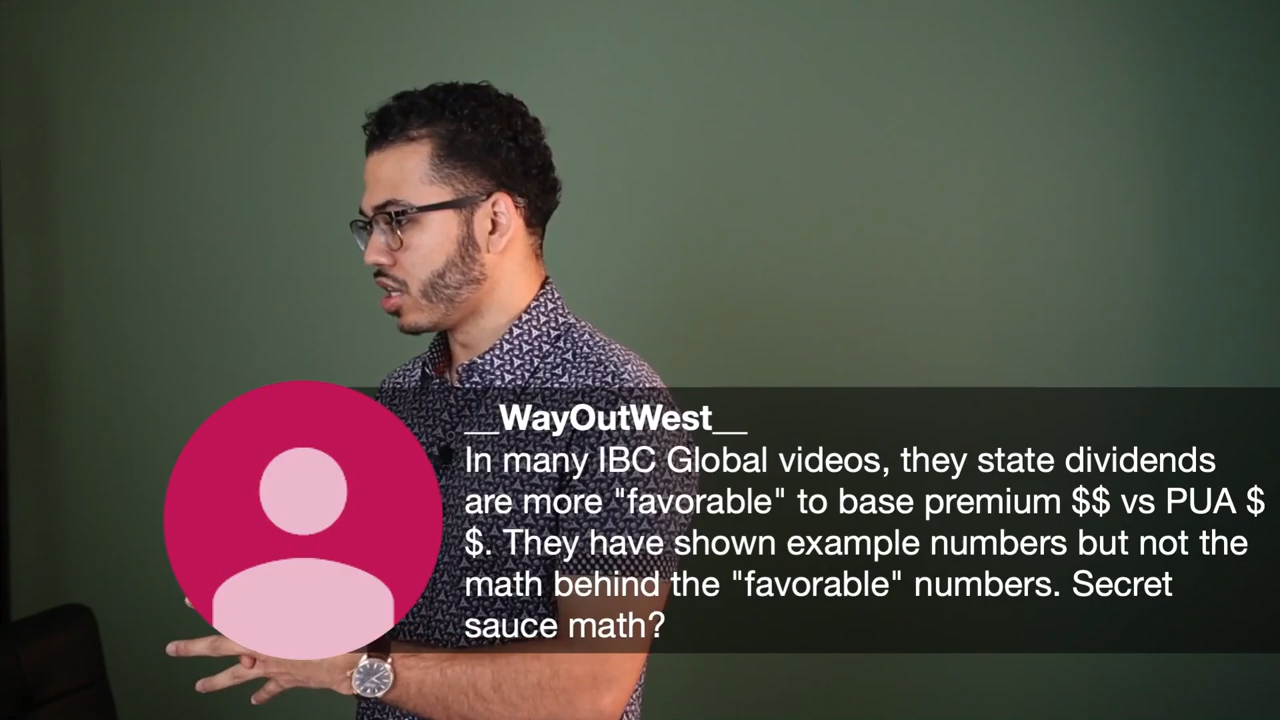 __WayOutWest__
In many IBC Global videos, they state dividends
are more "favorable" to base premium $$ vs PUA $
$. They have shown example numbers but not the
math behind the "favorable" numbers. Secret
sauce math?